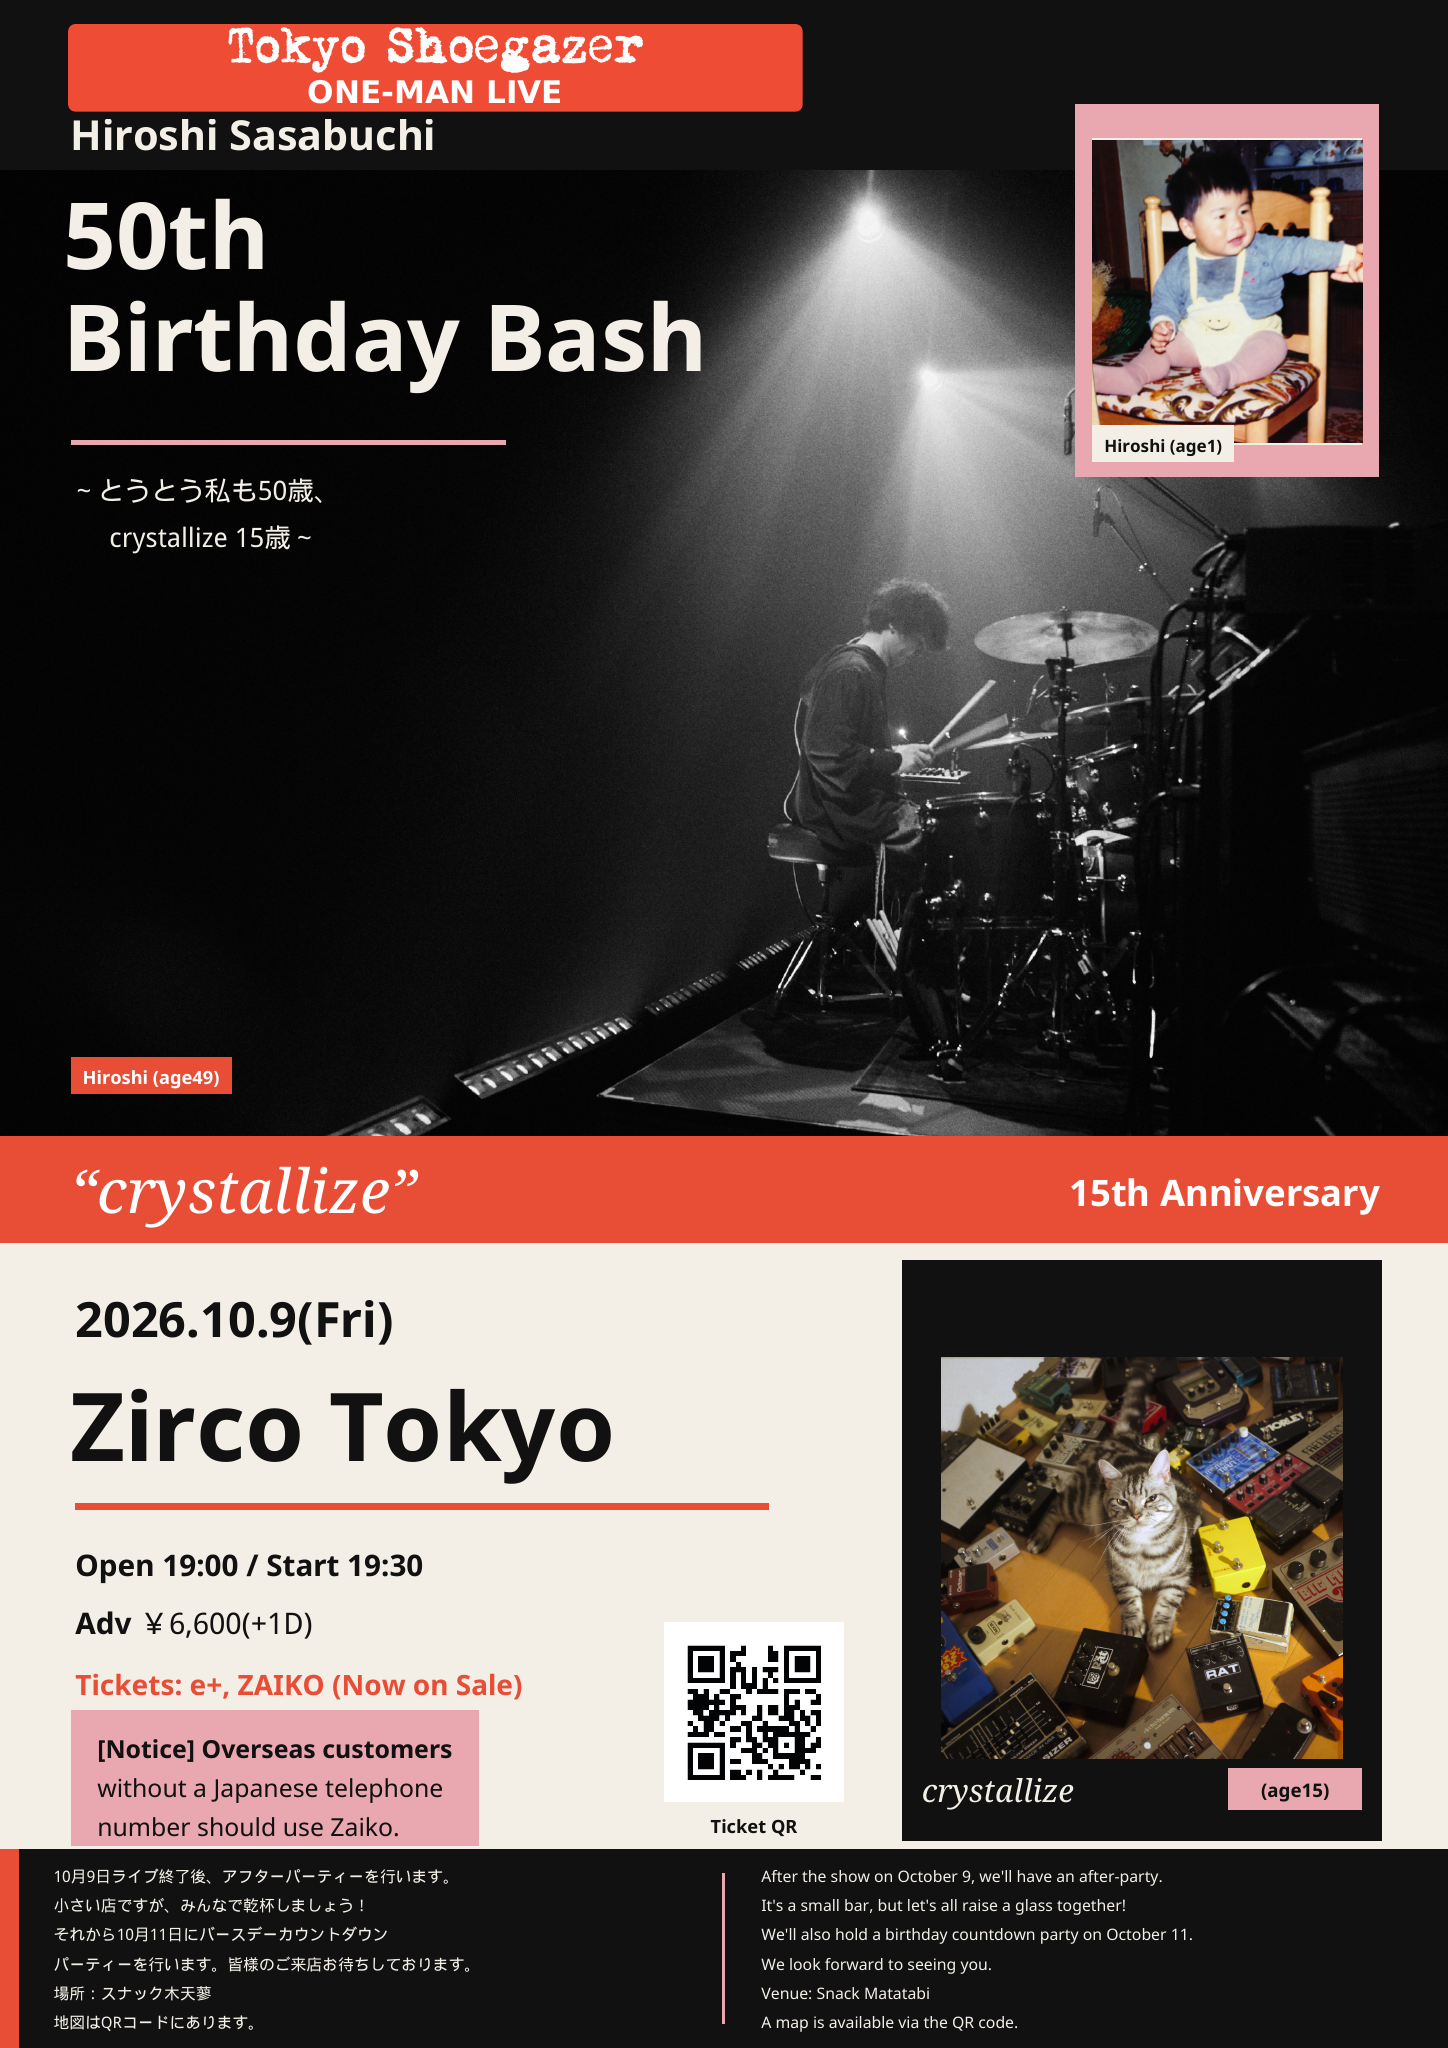 Tokyo Shoegazer
ONE-MAN LIVE
Hiroshi Sasabuchi
50th
Birthday Bash
~ とうとう私も50歳、
crystallize 15歳 ~
Hiroshi (age1)
Hiroshi (age49)
“crystallize”
15th Anniversary
2026.10.9(Fri)
Zirco Tokyo
Open 19:00 / Start 19:30
Adv ¥6,600(+1D)
Tickets: e+, ZAIKO (Now on Sale)
[Notice] Overseas customers
without a Japanese telephone
number should use Zaiko.
Ticket QR
MORLEY
RAT
crystallize
(age15)
10月9日ライブ終了後、アフターパーティーを行います。
小さい店ですが、みんなで乾杯しましょう！
それから10月11日にバースデーカウントダウン
パーティーを行います。皆様のご来店お待ちしております。
場所：スナック木天蓼
地図はQRコードにあります。
After the show on October 9, we'll have an after-party.
It's a small bar, but let's all raise a glass together!
We'll also hold a birthday countdown party on October 11.
We look forward to seeing you.
Venue: Snack Matatabi
A map is available via the QR code.